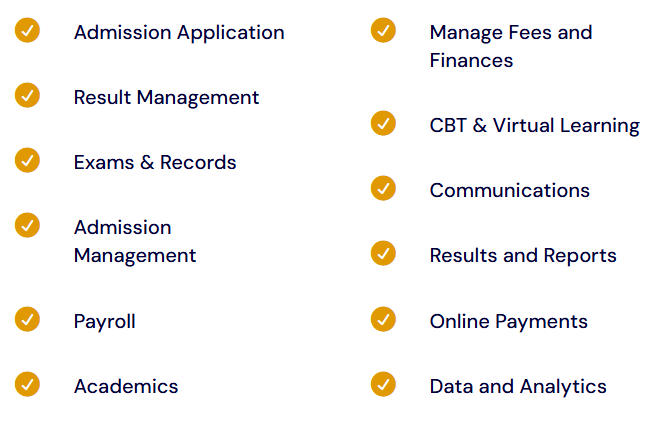 Admission Application
Result Management
Exams & Records
Admission
Management
Payroll
Academics
Manage Fees and
Finances
CBT & Virtual Learning
Communications
Results and Reports
Online Payments
Data and Analytics